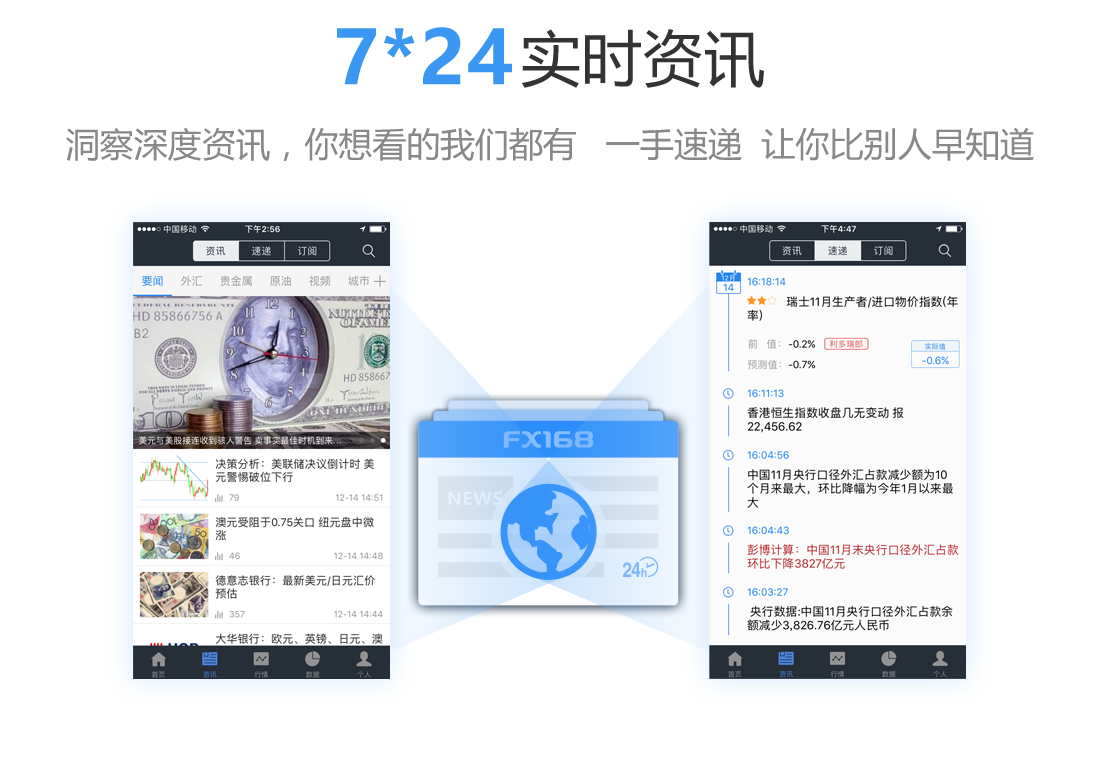 7*24实时资讯
洞察深度资讯，你想看的我们都有 一手速递 让你比别人早知道
中国移动 下午2:56
资讯 速递 订阅
要闻 外汇 贵金属 原油 视频 城市
FEDERAL RESERVE NOTE
HD 85866756 A
B2
12
1
2
3
4
5
6
7
8
9
10
11
HD 858667
100
美元与美股接连收到骇人警告 卖事实最佳时机到来...
决策分析：美联储决议倒计时 美
元警惕破位下行
79 12-14 14:51
澳元受阻于0.75关口 纽元盘中微
涨
46 12-14 14:48
德意志银行：最新美元/日元汇价
预估
357 12-14 14:44
大华银行：欧元、英镑、日元、澳
首页 资讯 行情 数据 个人
FX168
NEWS
24h
中国移动 下午4:47
资讯 速递 订阅
12月
14
16:18:14
瑞士11月生产者/进口物价指数(年
率)
前 值： -0.2% 利多瑞郎
预测值： -0.7%
实际值
-0.6%
16:11:13
香港恒生指数收盘几无变动 报
22,456.62
16:04:56
中国11月央行口径外汇占款减少额为10
个月来最大，环比降幅为今年1月以来最
大
16:04:43
彭博计算：中国11月末央行口径外汇占款
环比下降3827亿元
16:03:27
央行数据:中国11月央行口径外汇占款余
额减少3,826.76亿元人民币
首页 资讯 行情 数据 个人